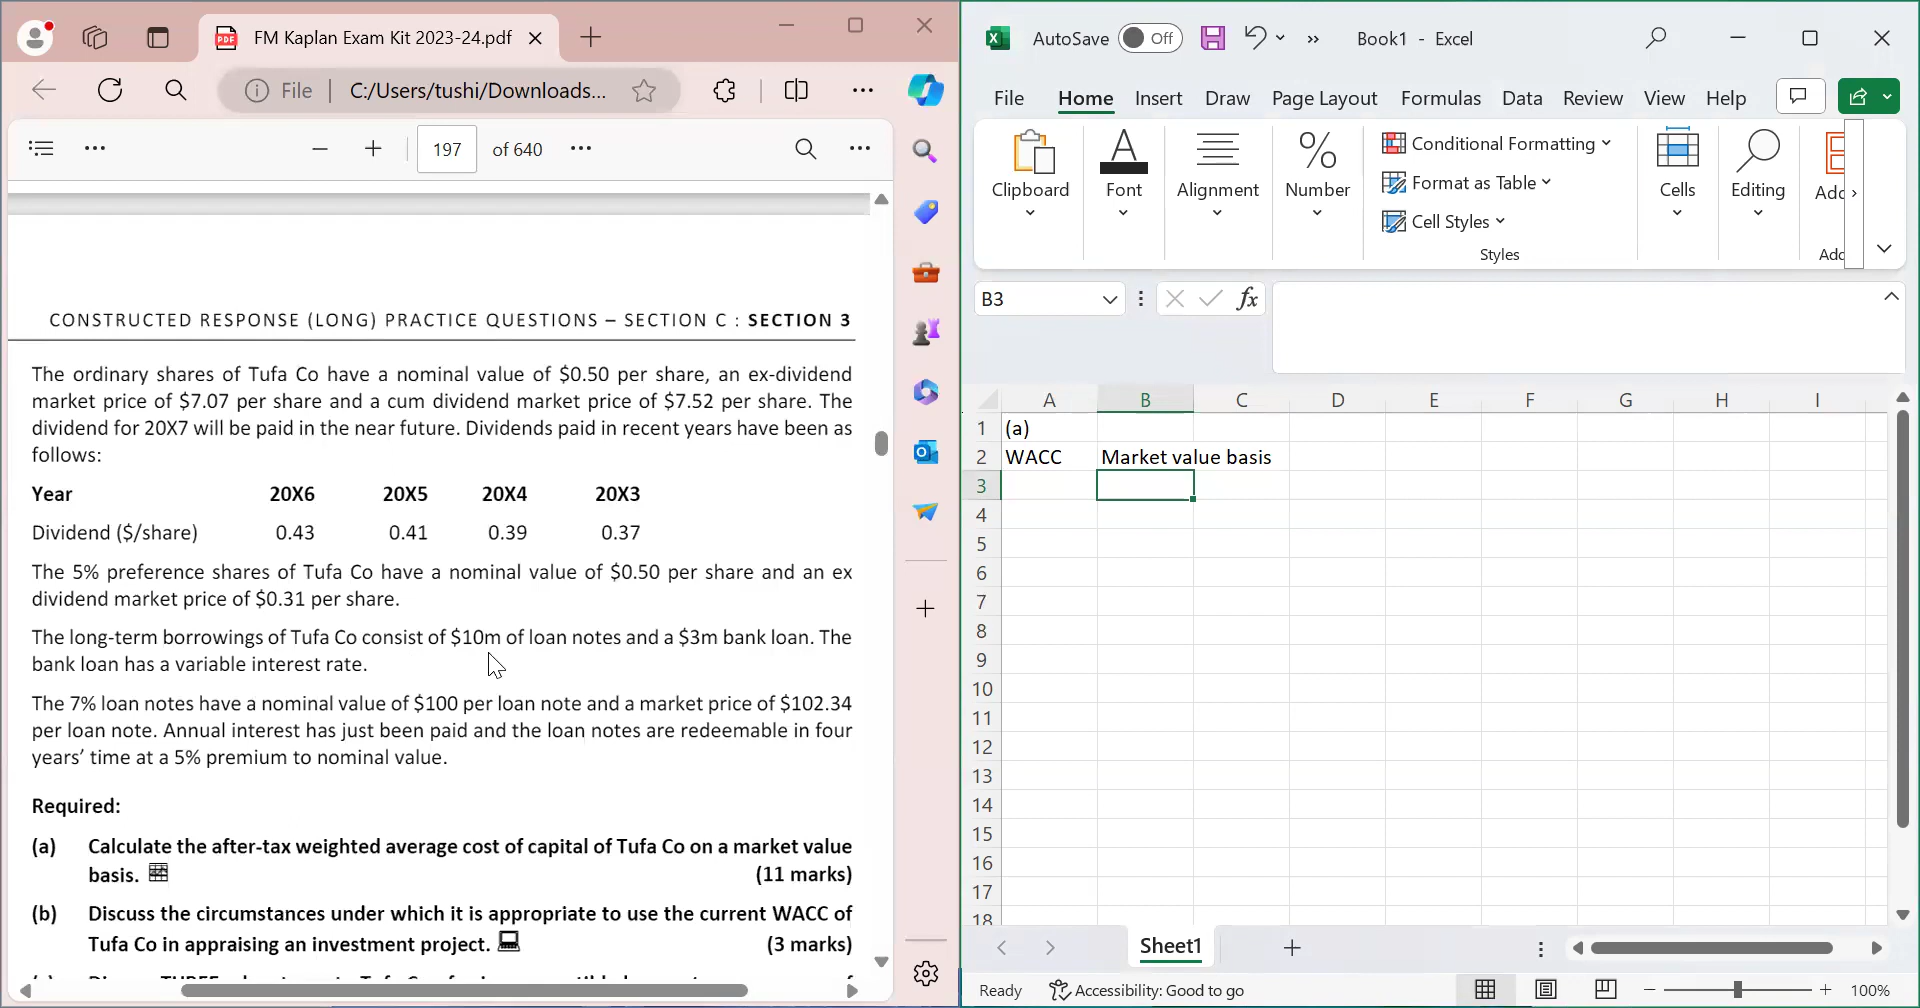 FM Kaplan Exam Kit 2023-24.pdf
File
C:/Users/tushi/Downloads...
197 of 640
CONSTRUCTED RESPONSE (LONG) PRACTICE QUESTIONS – SECTION C : SECTION 3
The ordinary shares of Tufa Co have a nominal value of $0.50 per share, an ex-dividend
market price of $7.07 per share and a cum dividend market price of $7.52 per share. The
dividend for 20X7 will be paid in the near future. Dividends paid in recent years have been as
follows:
Year 20X6 20X5 20X4 20X3
Dividend ($/share) 0.43 0.41 0.39 0.37
The 5% preference shares of Tufa Co have a nominal value of $0.50 per share and an ex
dividend market price of $0.31 per share.
The long-term borrowings of Tufa Co consist of $10m of loan notes and a $3m bank loan. The
bank loan has a variable interest rate.
The 7% loan notes have a nominal value of $100 per loan note and a market price of $102.34
per loan note. Annual interest has just been paid and the loan notes are redeemable in four
years' time at a 5% premium to nominal value.
Required:
(a) Calculate the after-tax weighted average cost of capital of Tufa Co on a market value
basis. (11 marks)
(b) Discuss the circumstances under which it is appropriate to use the current WACC of
Tufa Co in appraising an investment project. (3 marks)
AutoSave Off Book1 - Excel
File Home Insert Draw Page Layout Formulas Data Review View Help
Clipboard
Font
Alignment
Number
Conditional Formatting
Format as Table
Cell Styles
Styles
Cells
Editing
Adc
Adc
B3
fx
A B C D E F G H I
1 (a)
2 WACC Market value basis
3
4
5
6
7
8
9
10
11
12
13
14
15
16
17
18
Sheet1
Ready Accessibility: Good to go 100%